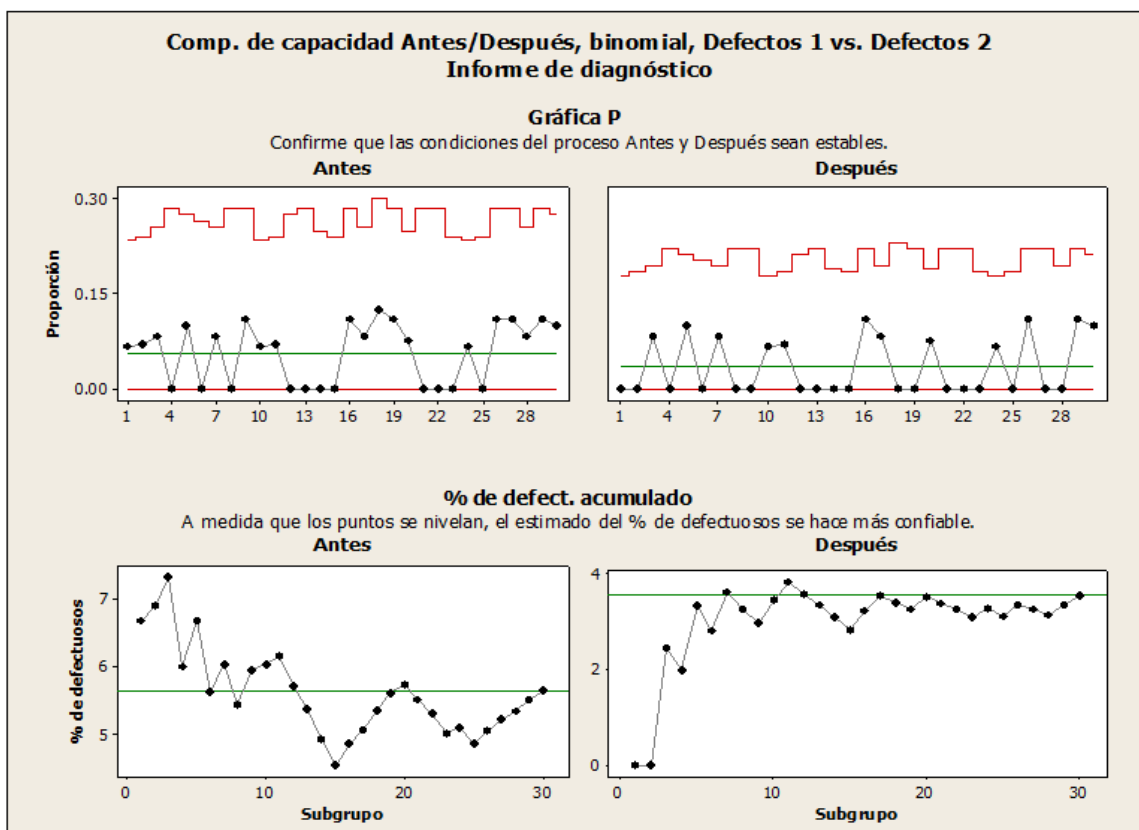 Comp. de capacidad Antes/Después, binomial, Defectos 1 vs. Defectos 2
Informe de diagnóstico
Gráfica P
Confirme que las condiciones del proceso Antes y Después sean estables.
Antes
Después
Proporción
0.30
0.15
0.00
1 4 7 10 13 16 19 22 25 28
1 4 7 10 13 16 19 22 25 28
% de defect. acumulado
A medida que los puntos se nivelan, el estimado del % de defectuosos se hace más confiable.
Antes
Después
% de defectuosos
7
6
5
4
2
0
0 10 20 30
0 10 20 30
Subgrupo
Subgrupo